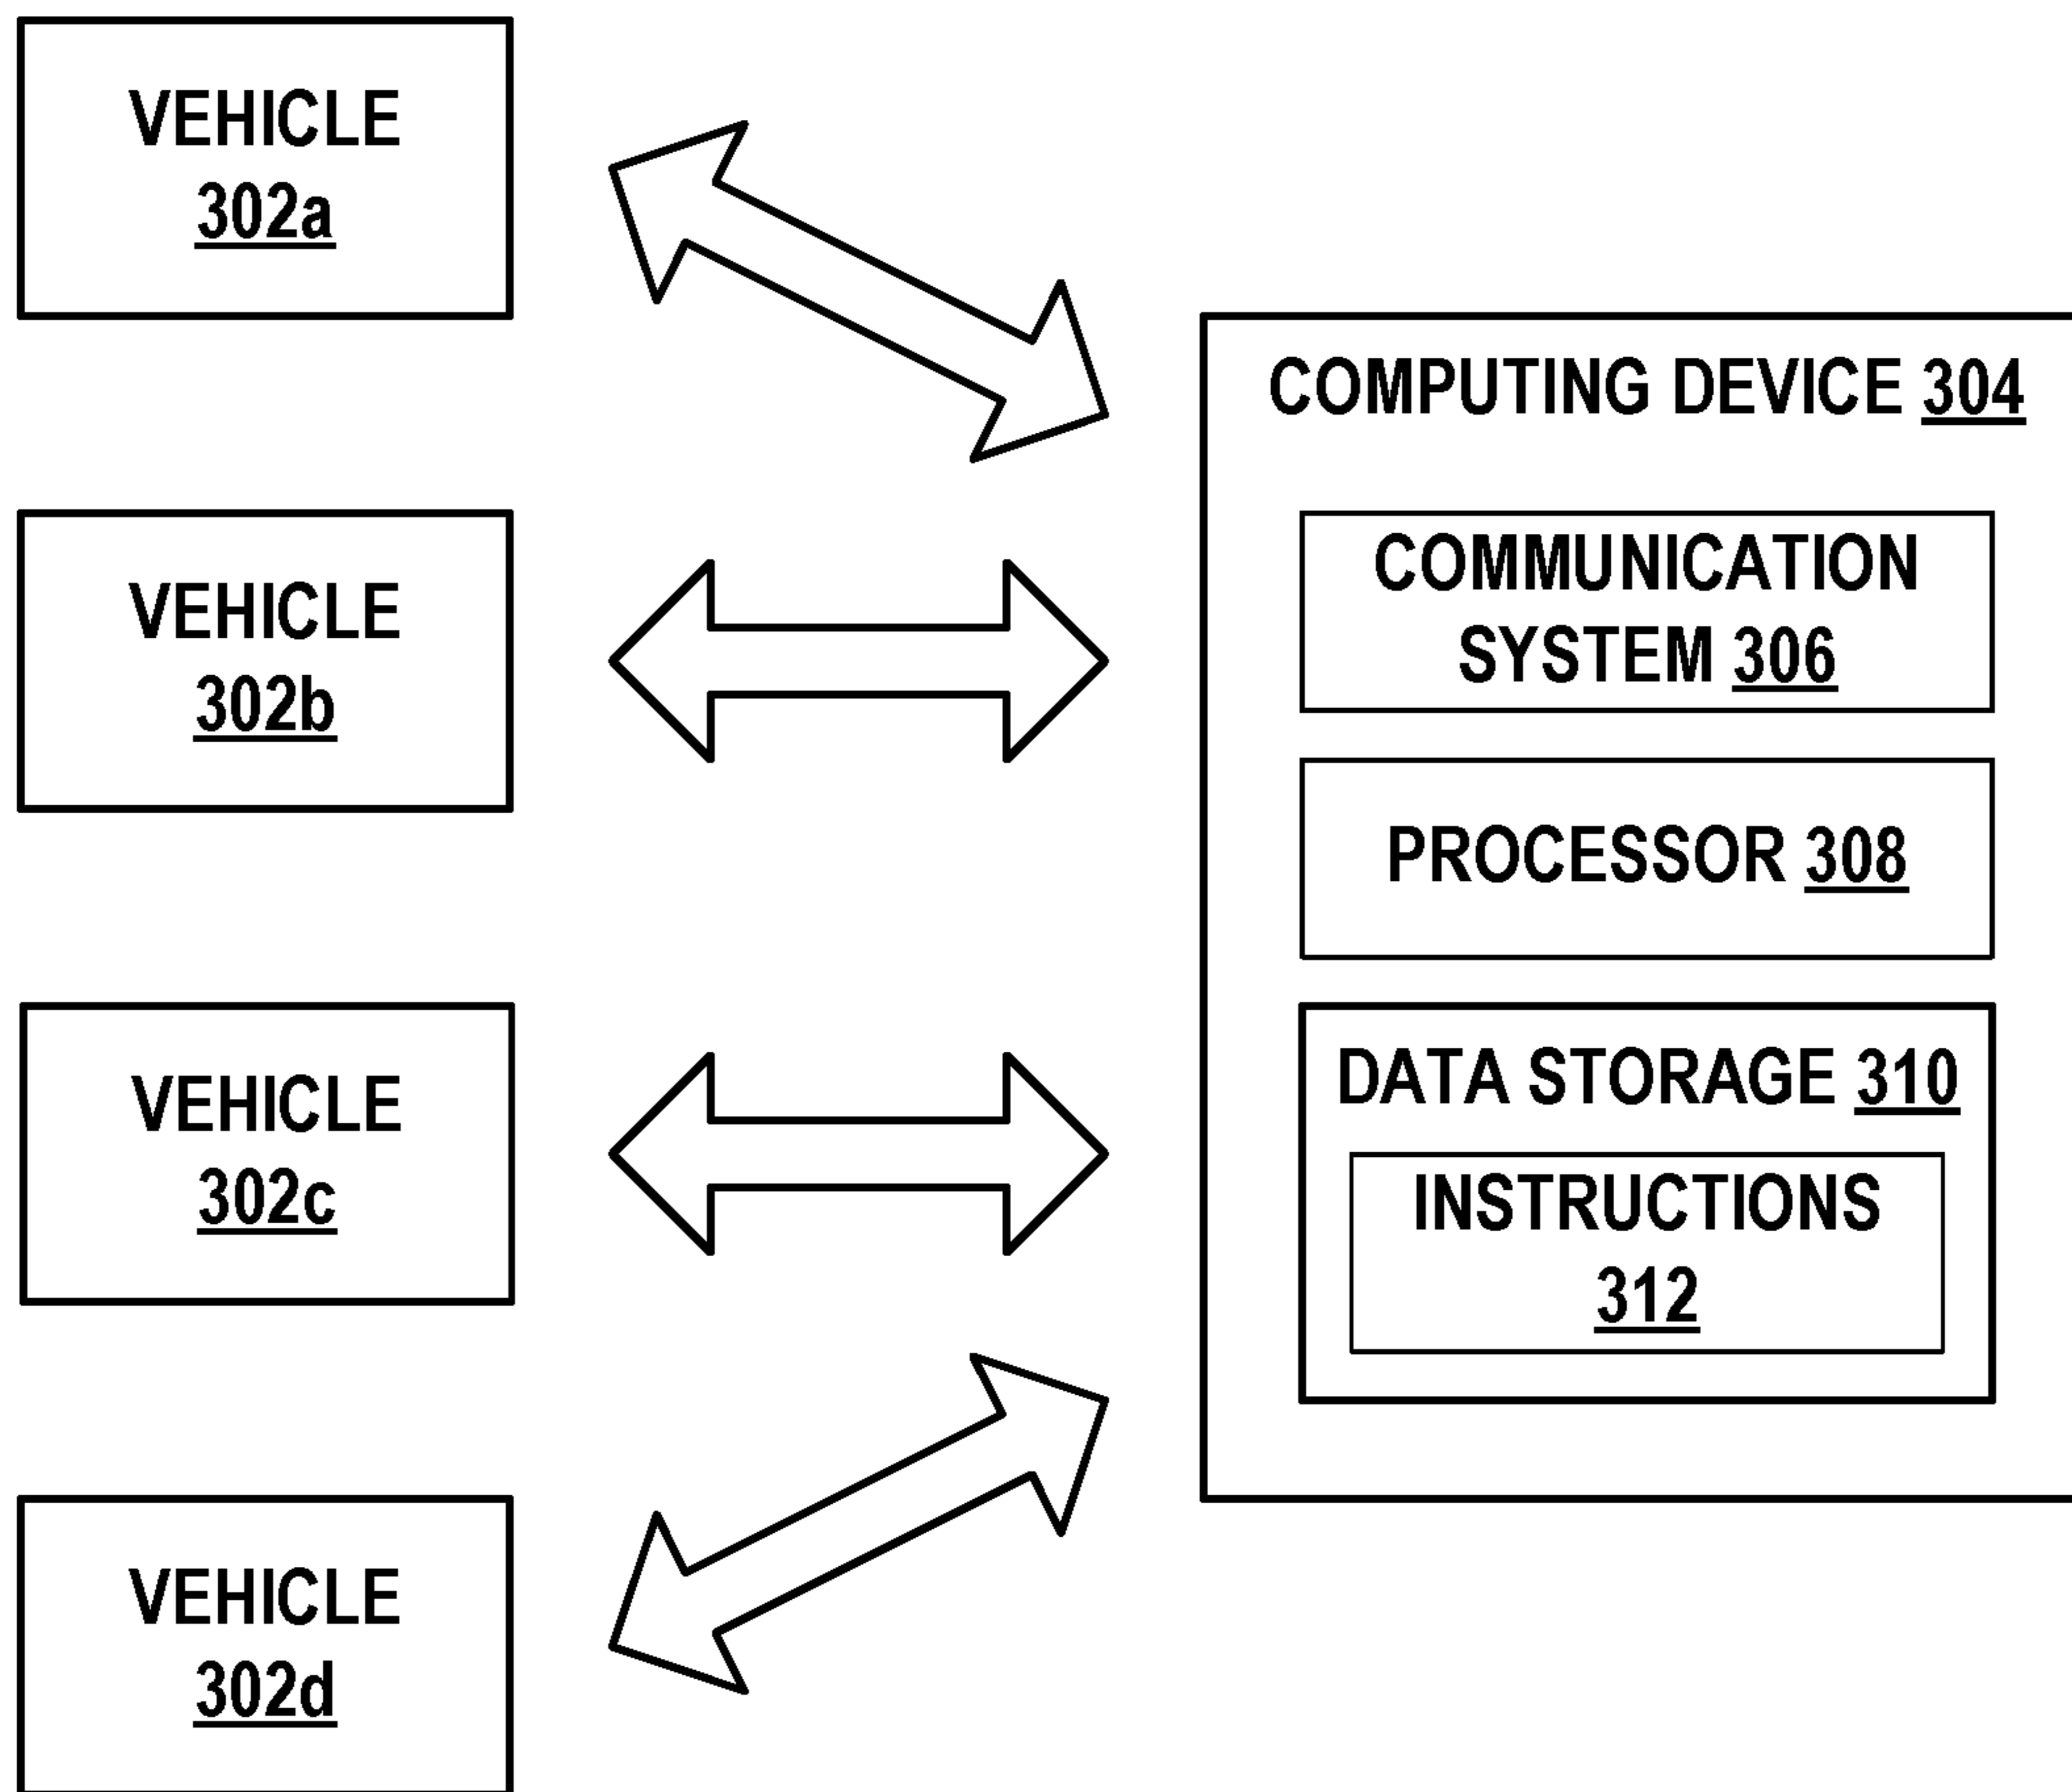 VEHICLE
302a
VEHICLE
302b
VEHICLE
302c
VEHICLE
302d
COMPUTING DEVICE 304
COMMUNICATION
SYSTEM 306
PROCESSOR 308
DATA STORAGE 310
INSTRUCTIONS
312